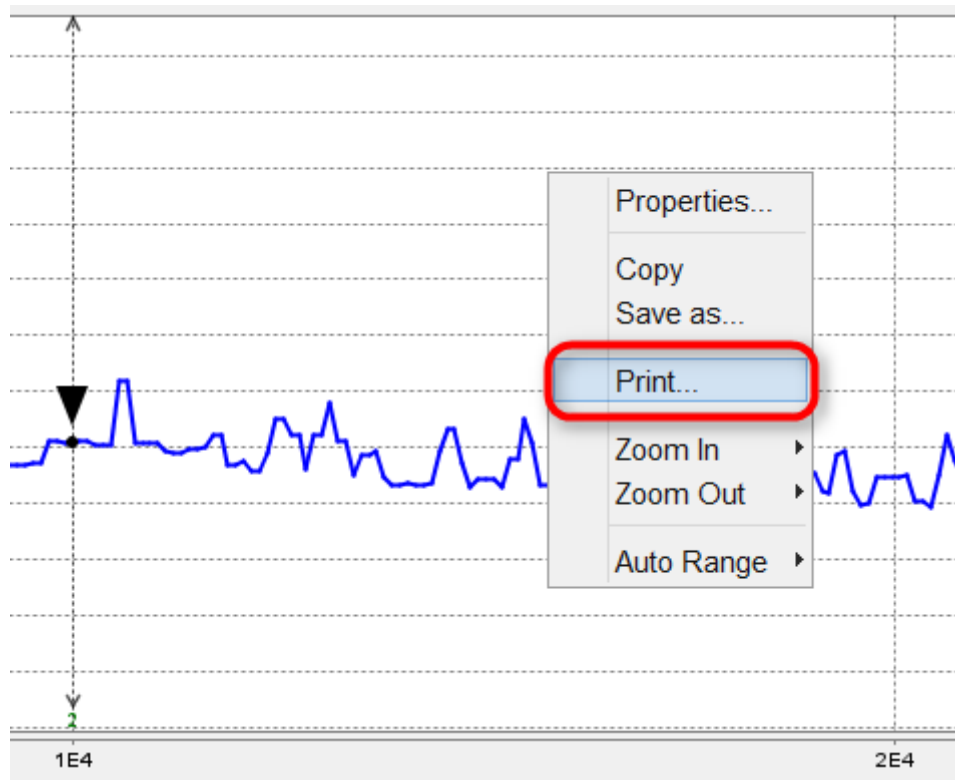 Properties...
Copy
Save as...
Print...
Zoom In
Zoom Out
Auto Range
2
1E4
2E4